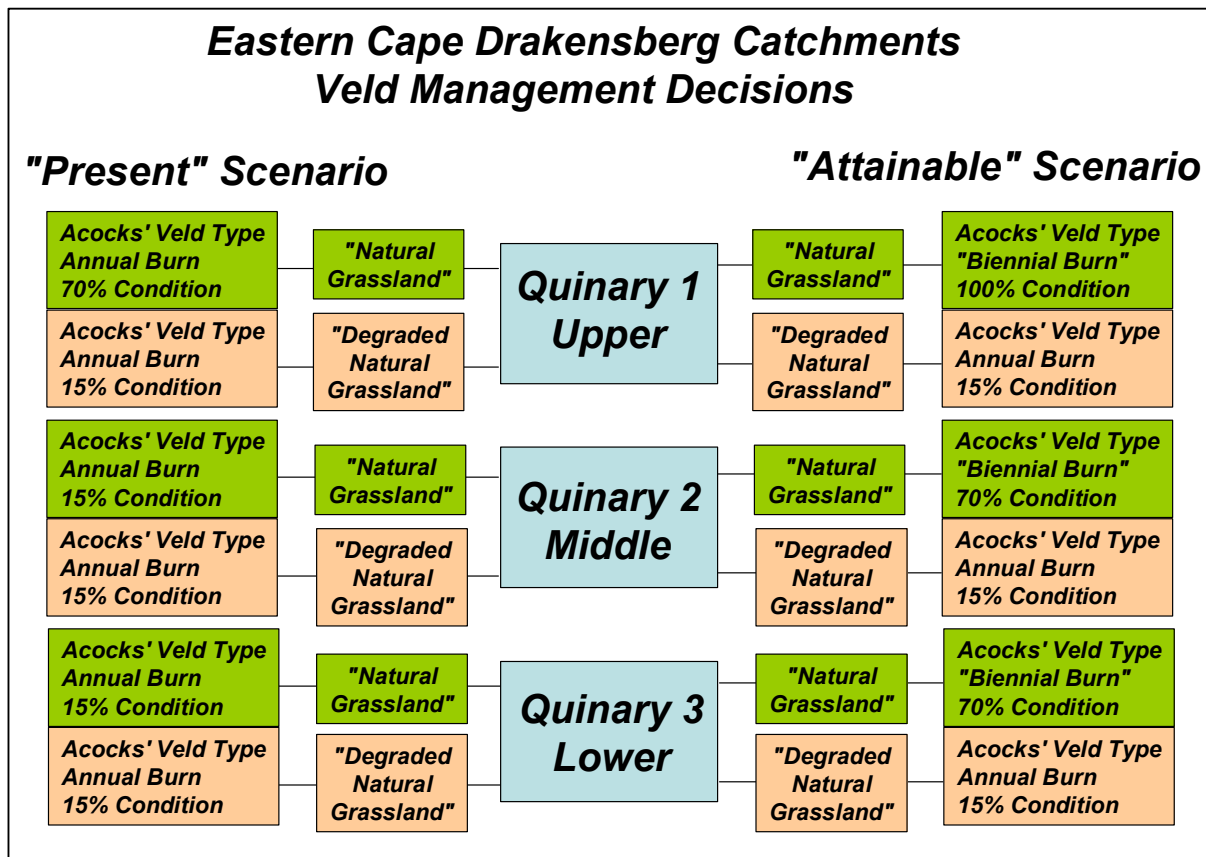 Eastern Cape Drakensberg Catchments
Veld Management Decisions
"Present" Scenario
"Attainable" Scenario
Acocks' Veld Type
Annual Burn
70% Condition
"Natural
Grassland"
Quinary 1
Upper
"Natural
Grassland"
Acocks' Veld Type
"Biennial Burn"
100% Condition
Acocks' Veld Type
Annual Burn
15% Condition
"Degraded
Natural
Grassland"
"Degraded
Natural
Grassland"
Acocks' Veld Type
Annual Burn
15% Condition
Acocks' Veld Type
Annual Burn
15% Condition
"Natural
Grassland"
Quinary 2
Middle
"Natural
Grassland"
Acocks' Veld Type
"Biennial Burn"
70% Condition
Acocks' Veld Type
Annual Burn
15% Condition
"Degraded
Natural
Grassland"
"Degraded
Natural
Grassland"
Acocks' Veld Type
Annual Burn
15% Condition
Acocks' Veld Type
Annual Burn
15% Condition
"Natural
Grassland"
Quinary 3
Lower
"Natural
Grassland"
Acocks' Veld Type
"Biennial Burn"
70% Condition
Acocks' Veld Type
Annual Burn
15% Condition
"Degraded
Natural
Grassland"
"Degraded
Natural
Grassland"
Acocks' Veld Type
Annual Burn
15% Condition